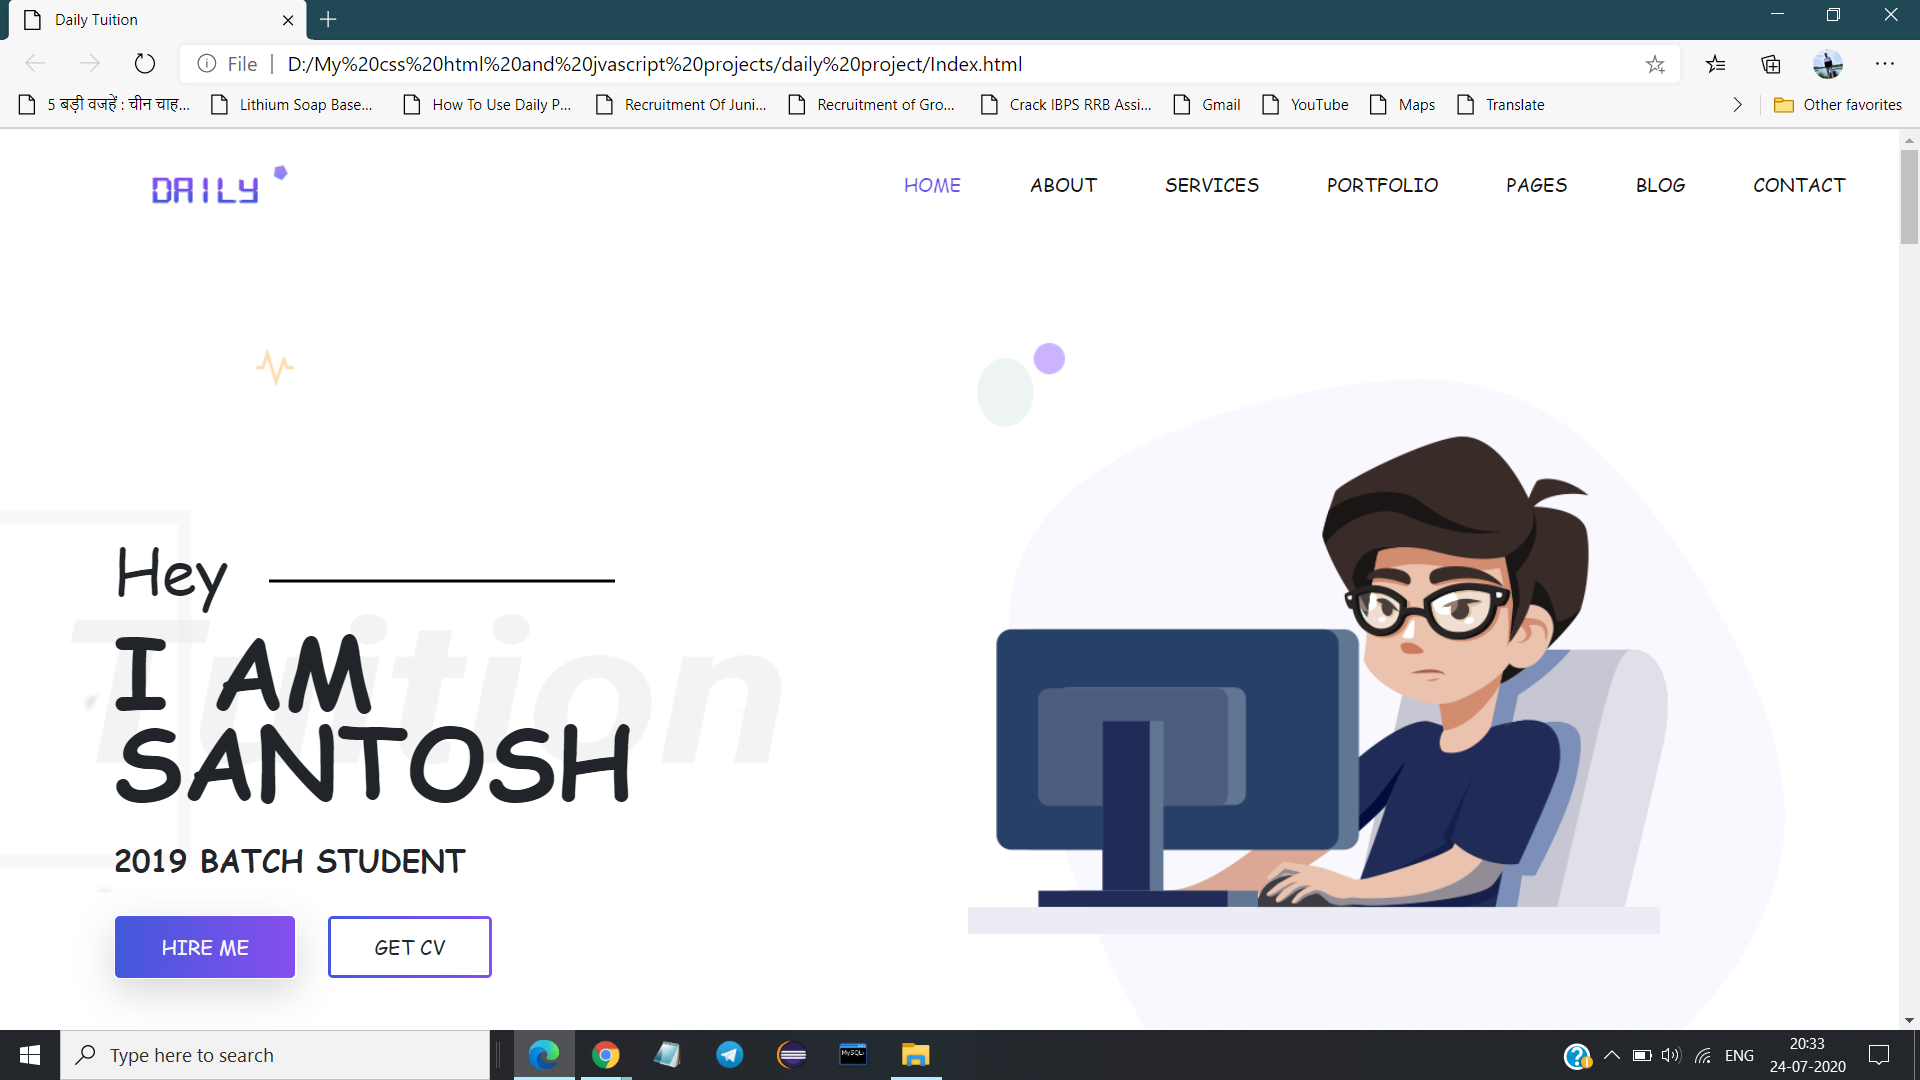 Daily Tuition
File | D:/My%20css%20html%20and%20jvascript%20projects/daily%20project/Index.html
5 बड़ी वजहें : चीन चाह... Lithium Soap Base... How To Use Daily P... Recruitment Of Juni... Recruitment of Gro... Crack IBPS RRB Assi... Gmail YouTube Maps Translate Other favorites
DAILY HOME ABOUT SERVICES PORTFOLIO PAGES BLOG CONTACT
Hey
Tuition
I AM
SANTOSH
2019 BATCH STUDENT
HIRE ME GET CV
Type here to search MySQL ENG 20:33
24-07-2020